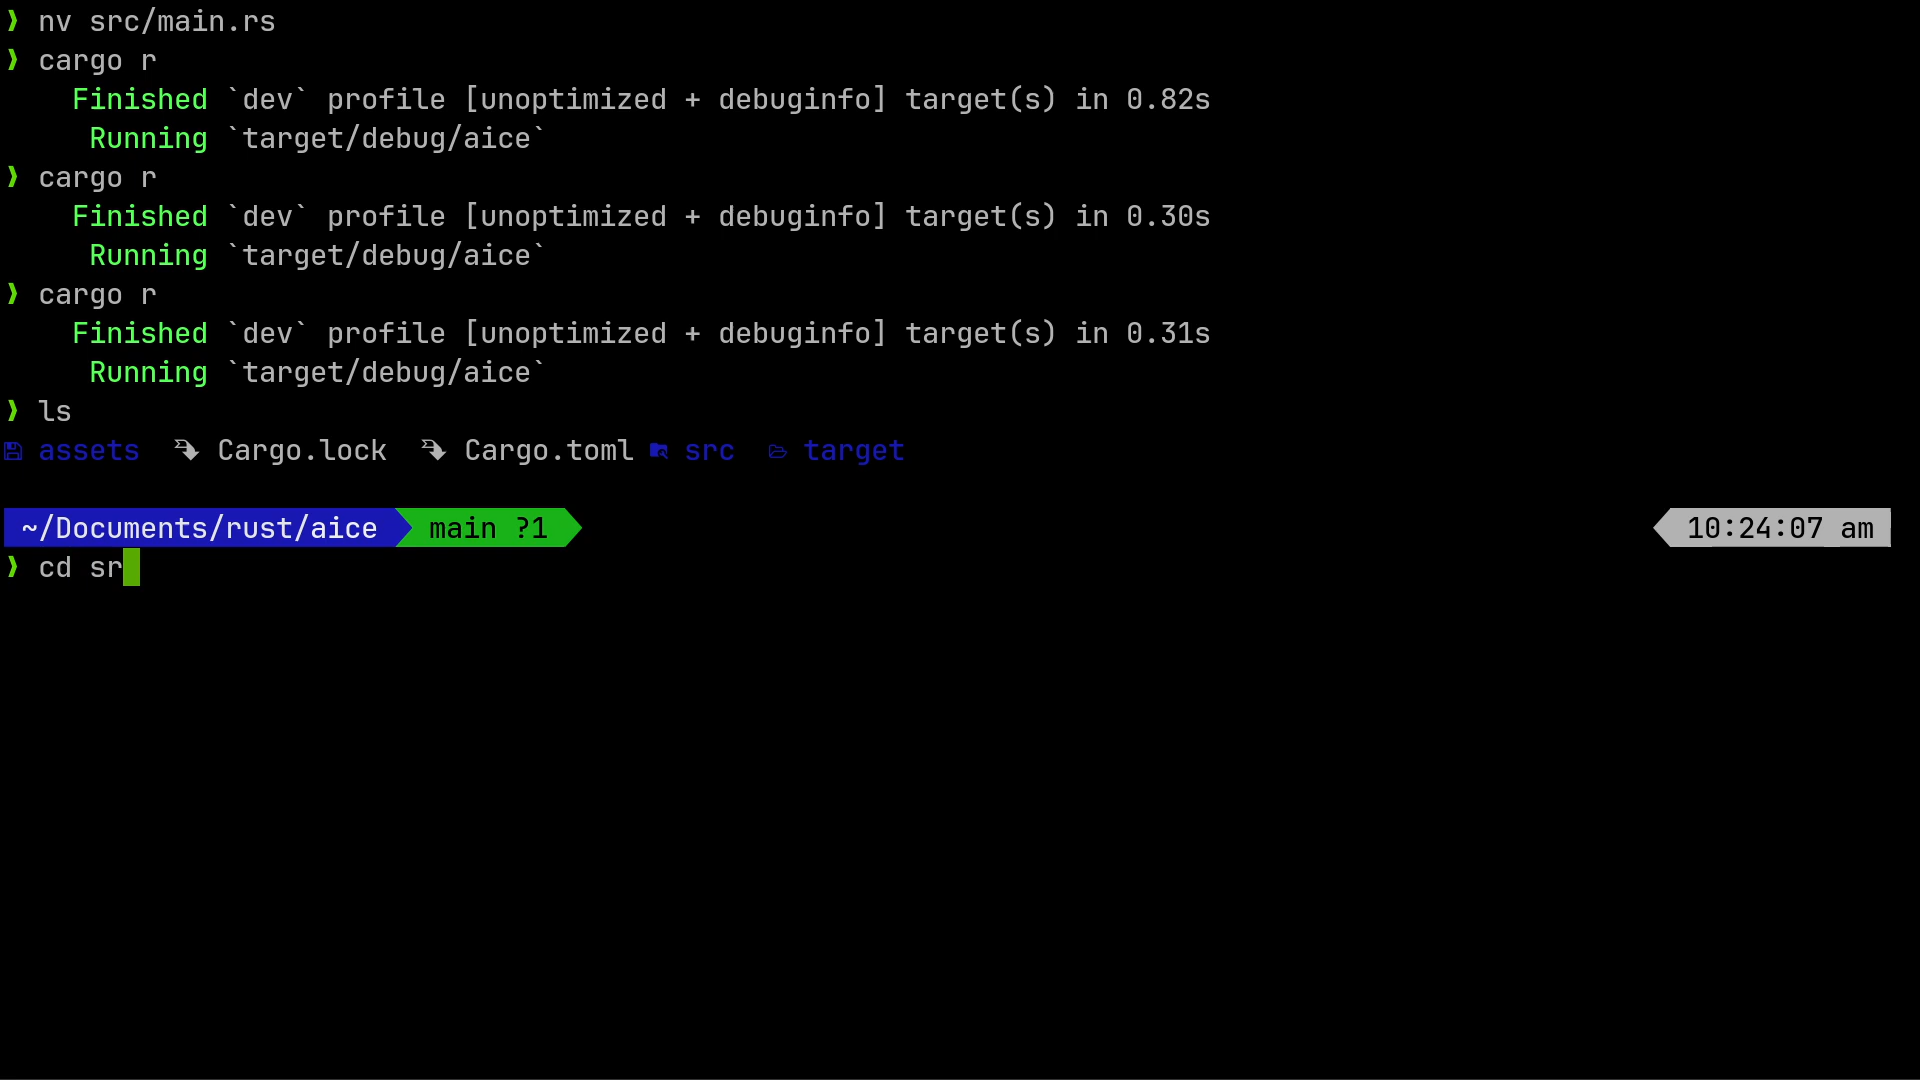 ❱ nv src/main.rs
❱ cargo r
    Finished `dev` profile [unoptimized + debuginfo] target(s) in 0.82s
     Running `target/debug/aice`
❱ cargo r
    Finished `dev` profile [unoptimized + debuginfo] target(s) in 0.30s
     Running `target/debug/aice`
❱ cargo r
    Finished `dev` profile [unoptimized + debuginfo] target(s) in 0.31s
     Running `target/debug/aice`
❱ ls
assets Cargo.lock Cargo.toml src target
~/Documents/rust/aice main ?1 10:24:07 am
❱ cd sr